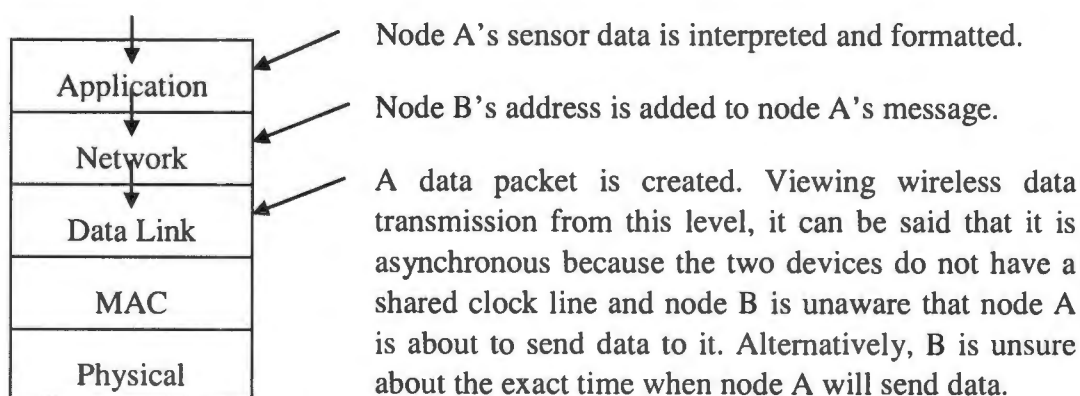 Application
Node A's sensor data is interpreted and formatted.
Network
Node B's address is added to node A's message.
Data Link
A data packet is created. Viewing wireless data
transmission from this level, it can be said that it is
asynchronous because the two devices do not have a
shared clock line and node B is unaware that node A
is about to send data to it. Alternatively, B is unsure
about the exact time when node A will send data.
MAC
Physical